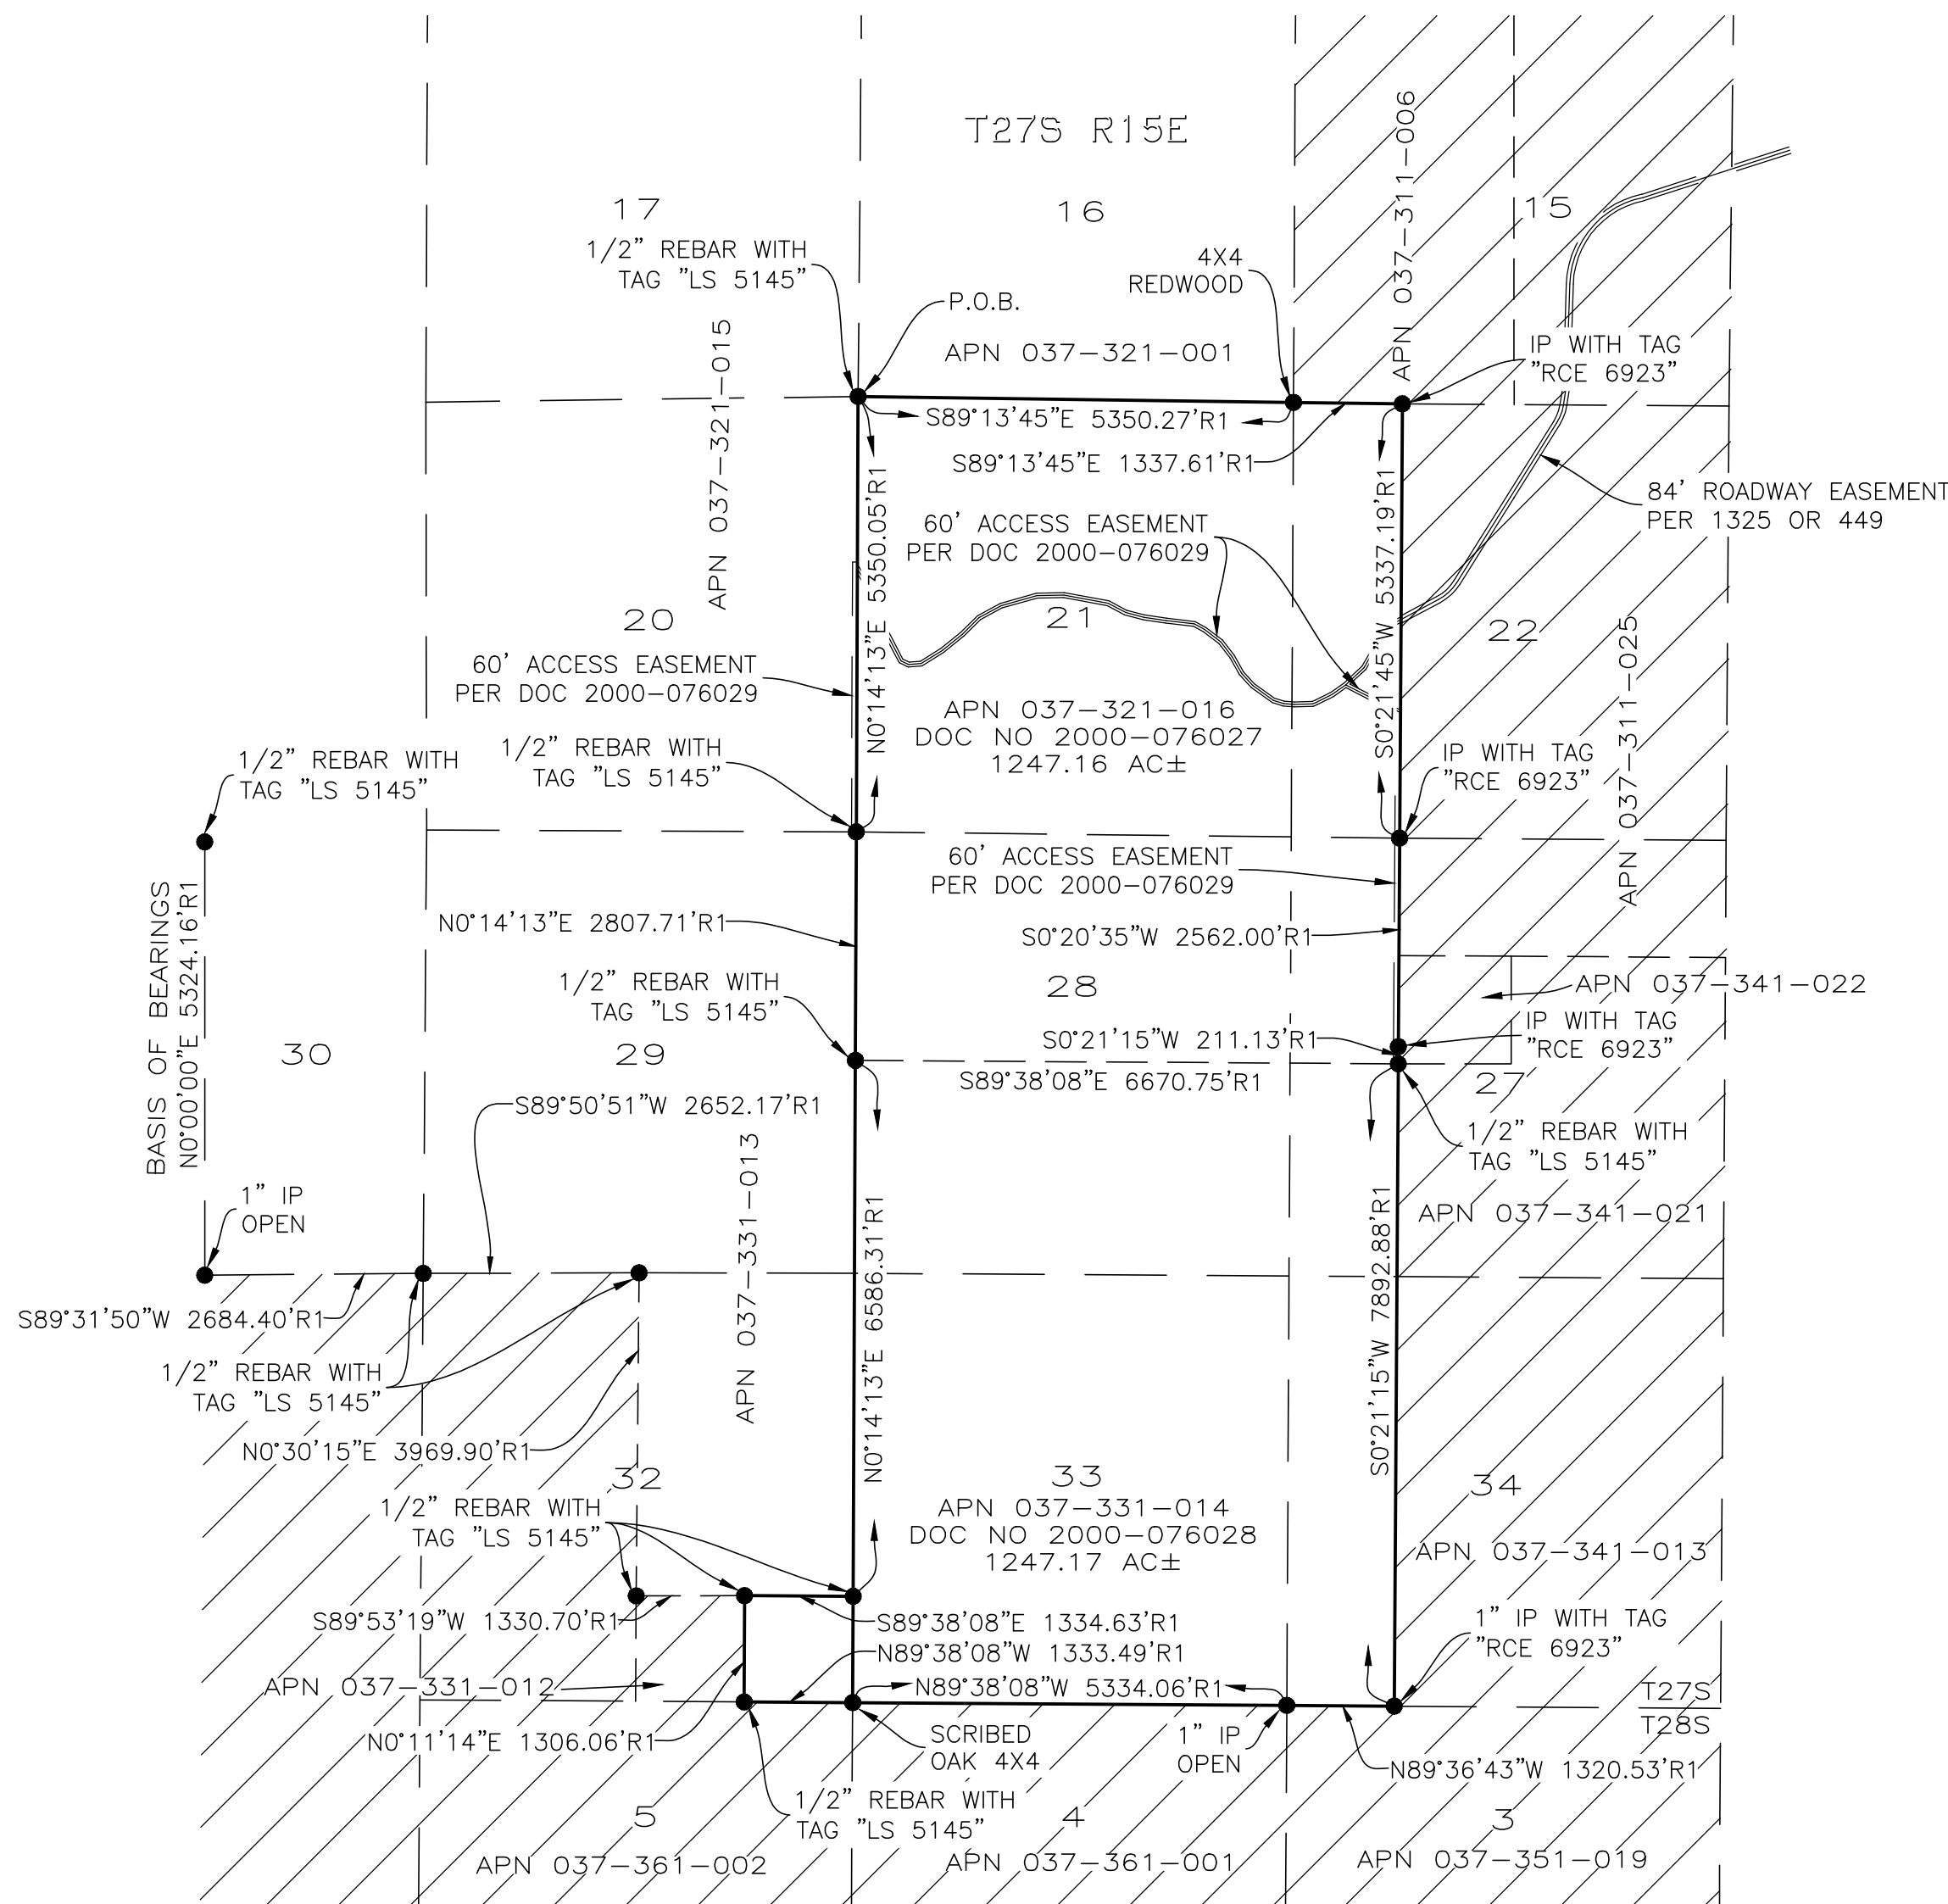 T27S R15E
17
16
15
APN 037-311-006
1/2" REBAR WITH
TAG "LS 5145"
4X4
REDWOOD
P.O.B.
APN 037-321-015
APN 037-321-001
IP WITH TAG
"RCE 6923"
S89°13'45"E 5350.27'R1
S89°13'45"E 1337.61'R1
N0°14'13"E 5350.05'R1
S0°21'45"W 5337.19'R1
84' ROADWAY EASEMENT
PER 1325 OR 449
60' ACCESS EASEMENT
PER DOC 2000-076029
20
21
22
APN 037-311-025
60' ACCESS EASEMENT
PER DOC 2000-076029
APN 037-321-016
DOC NO 2000-076027
1247.16 AC±
1/2" REBAR WITH
TAG "LS 5145"
1/2" REBAR WITH
TAG "LS 5145"
IP WITH TAG
"RCE 6923"
60' ACCESS EASEMENT
PER DOC 2000-076029
BASIS OF BEARINGS
N0°00'00"E 5324.16'R1
N0°14'13"E 2807.71'R1
S0°20'35"W 2562.00'R1
1/2" REBAR WITH
TAG "LS 5145"
28
APN 037-341-022
IP WITH TAG
"RCE 6923"
S0°21'15"W 211.13'R1
30
29
S89°38'08"E 6670.75'R1
27
S89°50'51"W 2652.17'R1
1/2" REBAR WITH
TAG "LS 5145"
APN 037-331-013
1" IP
OPEN
N0°14'13"E 6586.31'R1
S0°21'15"W 7892.88'R1
APN 037-341-021
S89°31'50"W 2684.40'R1
1/2" REBAR WITH
TAG "LS 5145"
N0°30'15"E 3969.90'R1
32
33
34
1/2" REBAR WITH
TAG "LS 5145"
APN 037-331-014
DOC NO 2000-076028
1247.17 AC±
APN 037-341-013
S89°53'19"W 1330.70'R1
S89°38'08"E 1334.63'R1
N89°38'08"W 1333.49'R1
1" IP WITH TAG
"RCE 6923"
APN 037-331-012
N89°38'08"W 5334.06'R1
T27S
T28S
N0°11'14"E 1306.06'R1
SCRIBED
OAK 4X4
1" IP
OPEN
N89°36'43"W 1320.53'R1
1/2" REBAR WITH
TAG "LS 5145"
5
4
3
APN 037-361-002
APN 037-361-001
APN 037-351-019